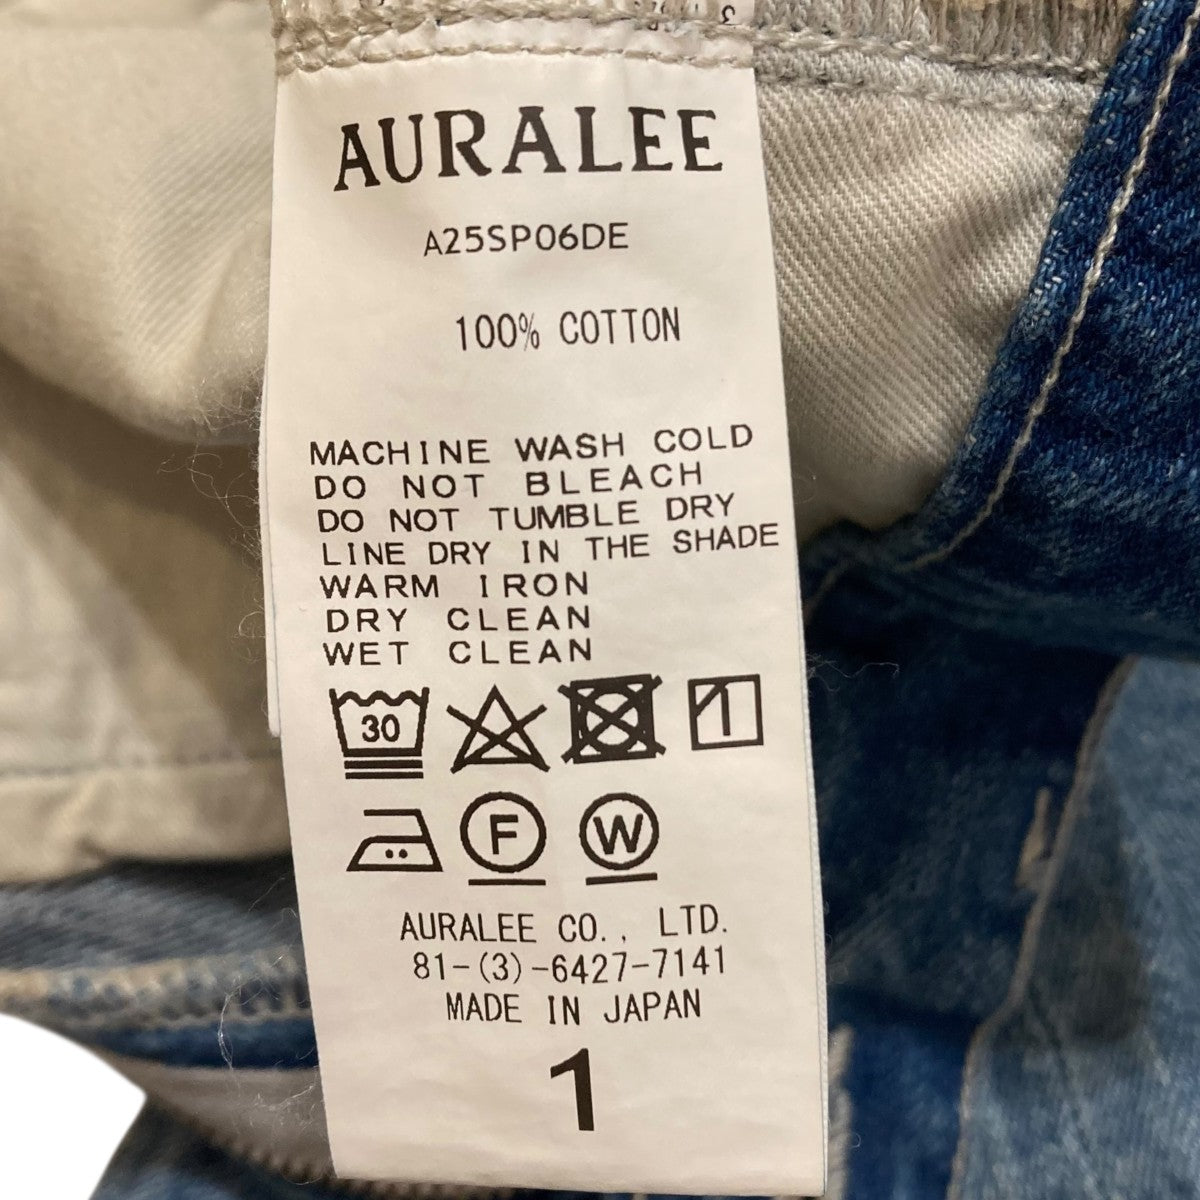 AURALEE
A25SP06DE
100% COTTON
MACHINE WASH COLD
DO NOT BLEACH
DO NOT TUMBLE DRY
LINE DRY IN THE SHADE
WARM IRON
DRY CLEAN
WET CLEAN
30
F W
AURALEE CO., LTD.
81-(3)-6427-7141
MADE IN JAPAN
1